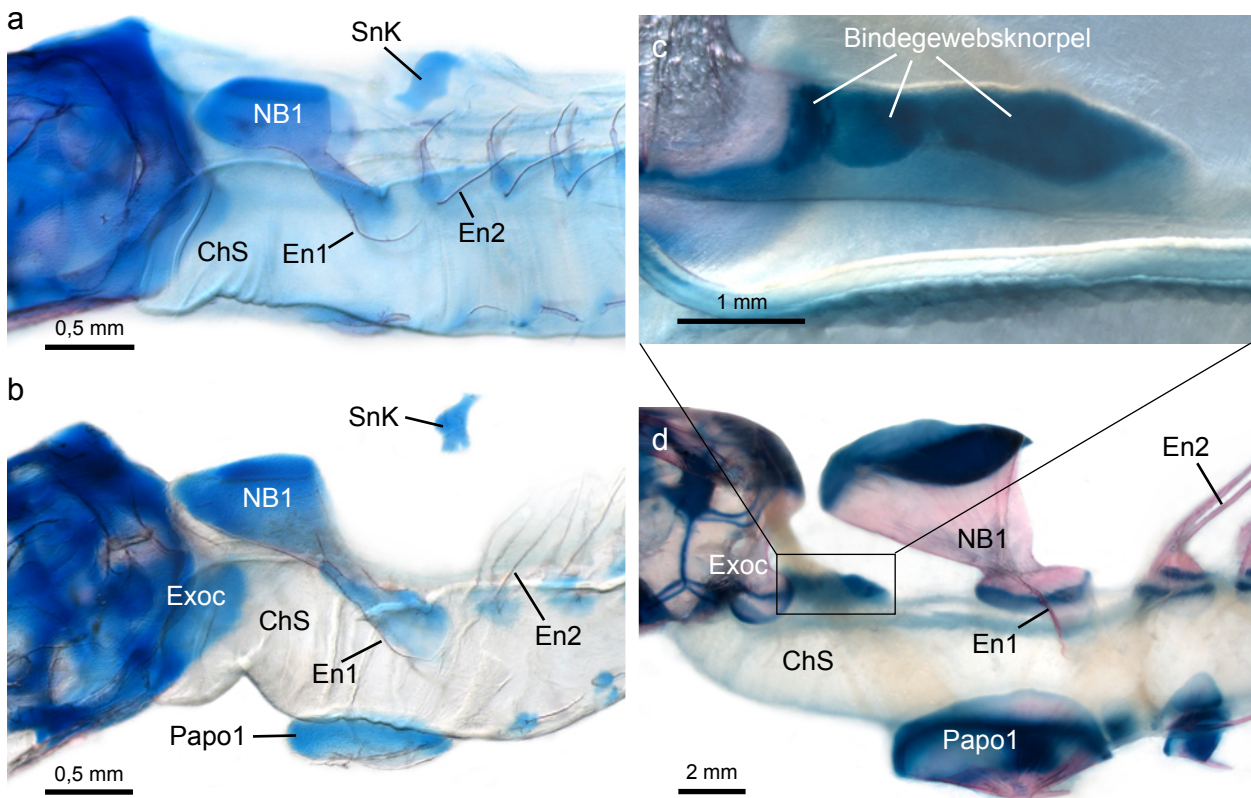 a
SnK
NB1
En2
En1
ChS
0,5 mm
b
SnK
NB1
Exoc
ChS
En2
En1
Papo1
0,5 mm
c
Bindegewebsknorpel
1 mm
d
En2
NB1
Exoc
En1
ChS
Papo1
2 mm